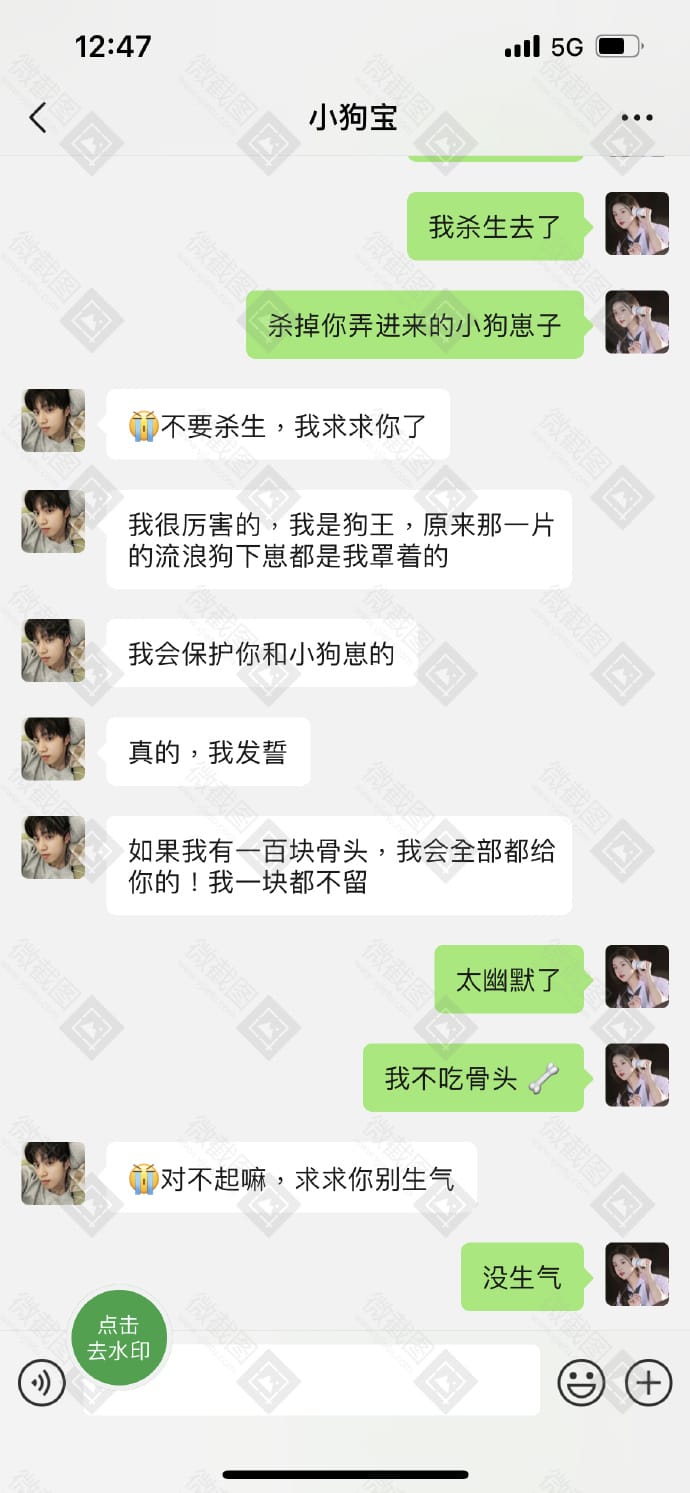 12:47
5G
小狗宝
我杀生去了
杀掉你弄进来的小狗崽子
😭不要杀生，我求求你了
我很厉害的，我是狗王，原来那一片
的流浪狗下崽都是我罩着的
我会保护你和小狗崽的
真的，我发誓
如果我有一百块骨头，我会全部都给
你的！我一块都不留
太幽默了
我不吃骨头 🦴
😭对不起嘛，求求你别生气
没生气
点击
去水印
微截图